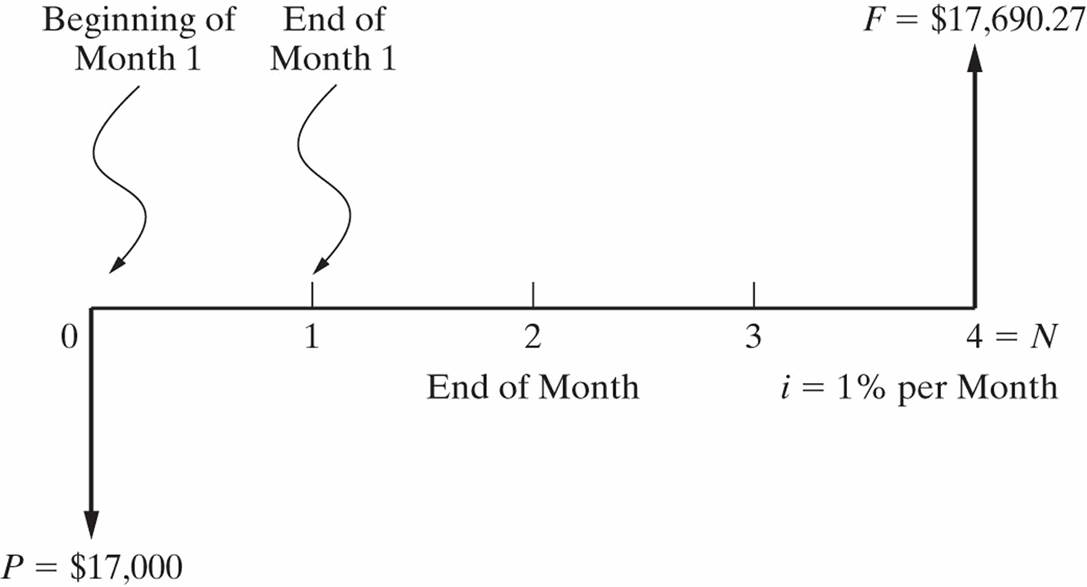 Beginning of
Month 1
End of
Month 1
F = $17,690.27
0
1
2
3
4 = N
End of Month
i = 1% per Month
P = $17,000